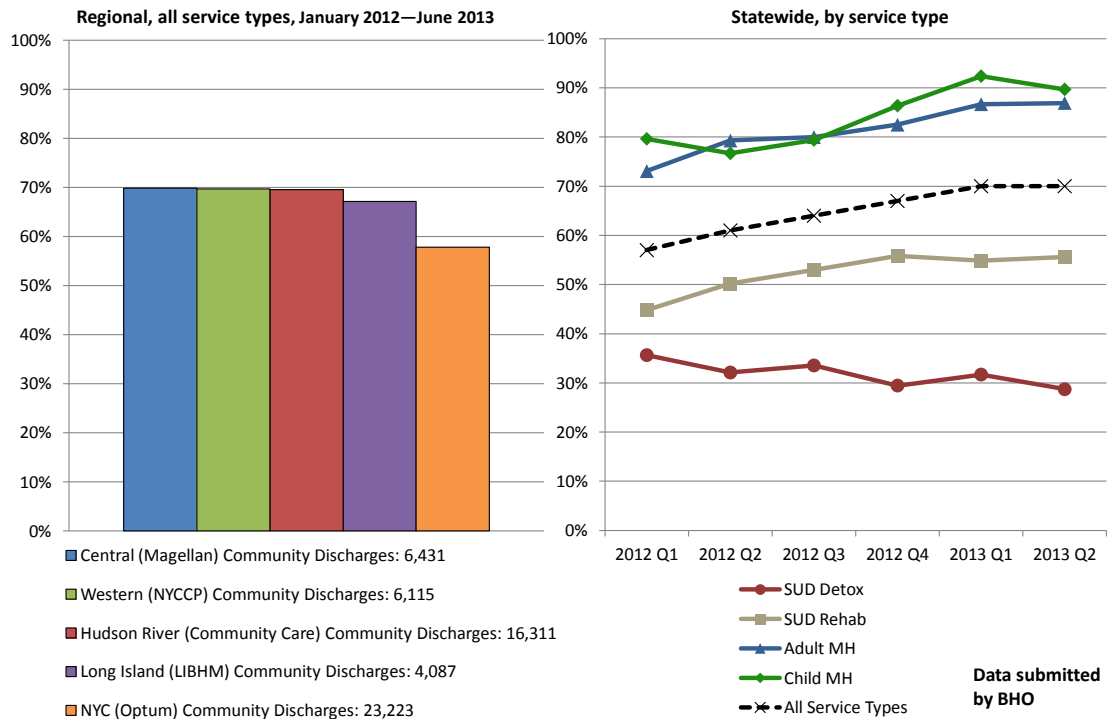 Regional, all service types, January 2012—June 2013
100%
90%
80%
70%
60%
50%
40%
30%
20%
10%
0%
Central (Magellan) Community Discharges: 6,431
Western (NYCCP) Community Discharges: 6,115
Hudson River (Community Care) Community Discharges: 16,311
Long Island (LIBHM) Community Discharges: 4,087
NYC (Optum) Community Discharges: 23,223
Statewide, by service type
100%
90%
80%
70%
60%
50%
40%
30%
20%
10%
0%
2012 Q1 2012 Q2 2012 Q3 2012 Q4 2013 Q1 2013 Q2
SUD Detox
SUD Rehab
Adult MH
Child MH
All Service Types
Data submitted
by BHO